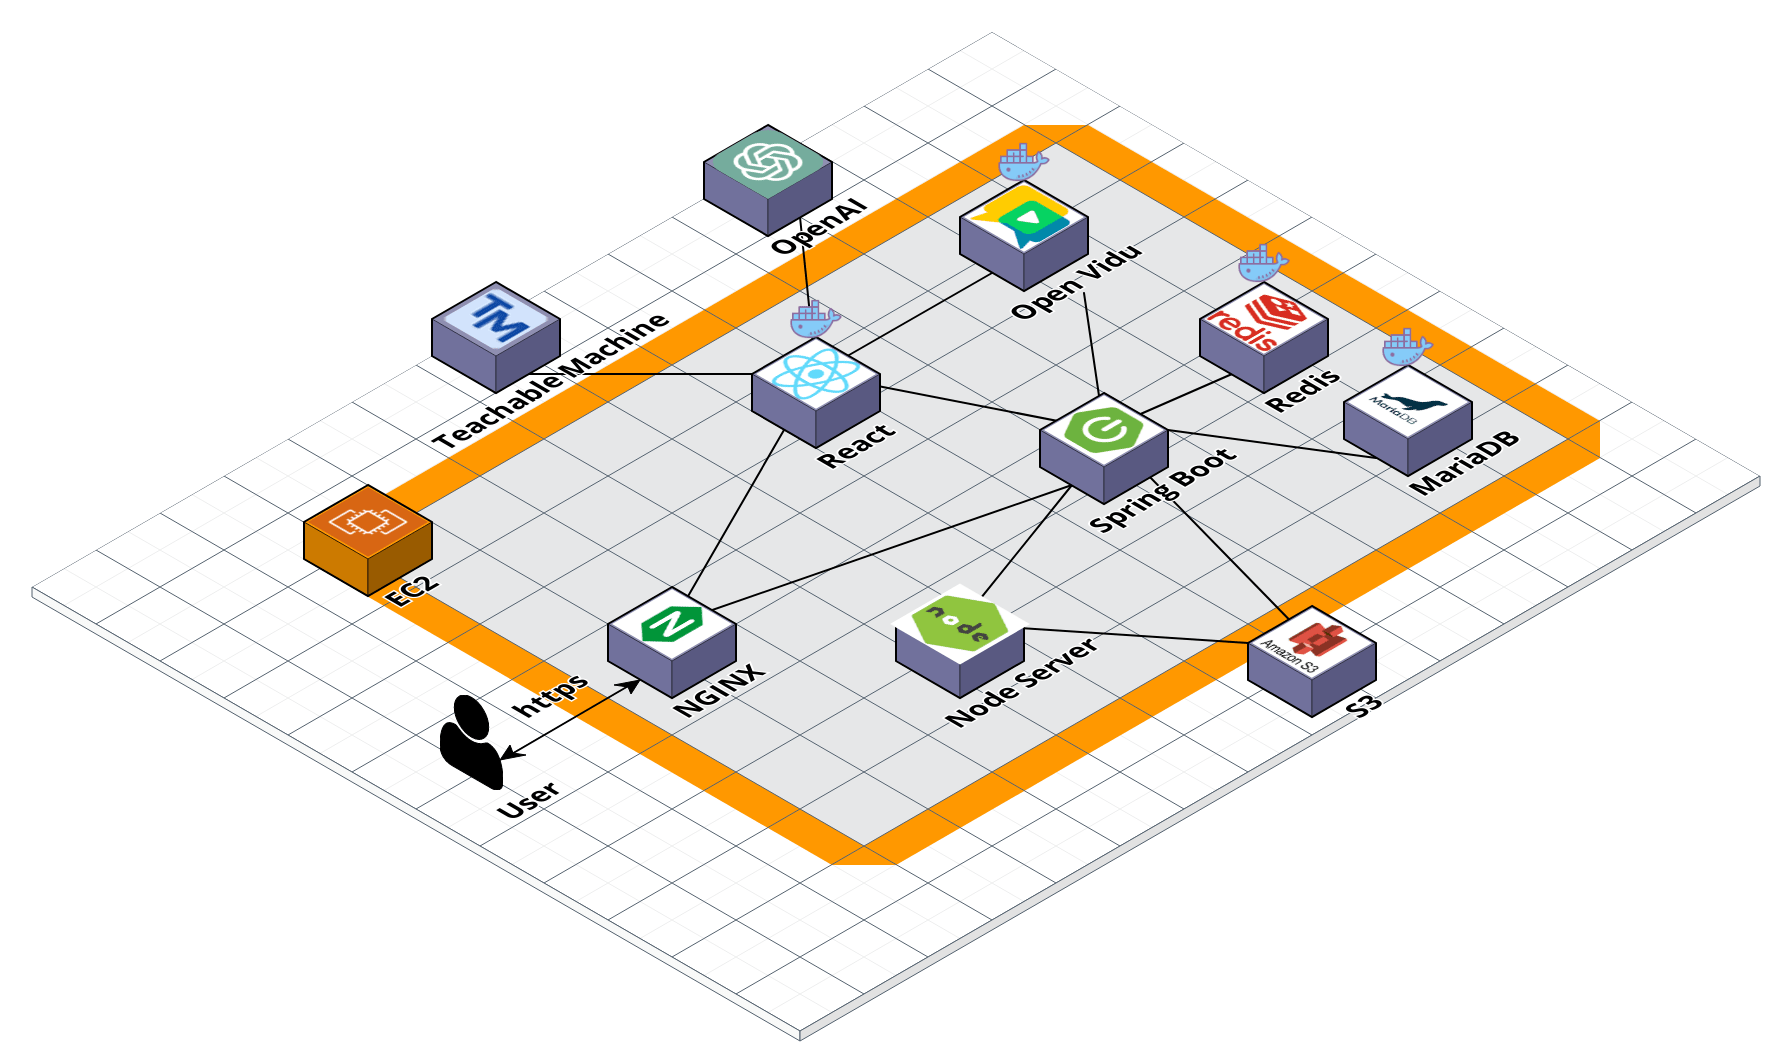 OpenAI
Open Vidu
redis
Redis
TM
Teachable Machine
React
MariaDB
MariaDB
Spring Boot
EC2
N
NGINX
node
Node Server
Amazon S3
S3
https
User